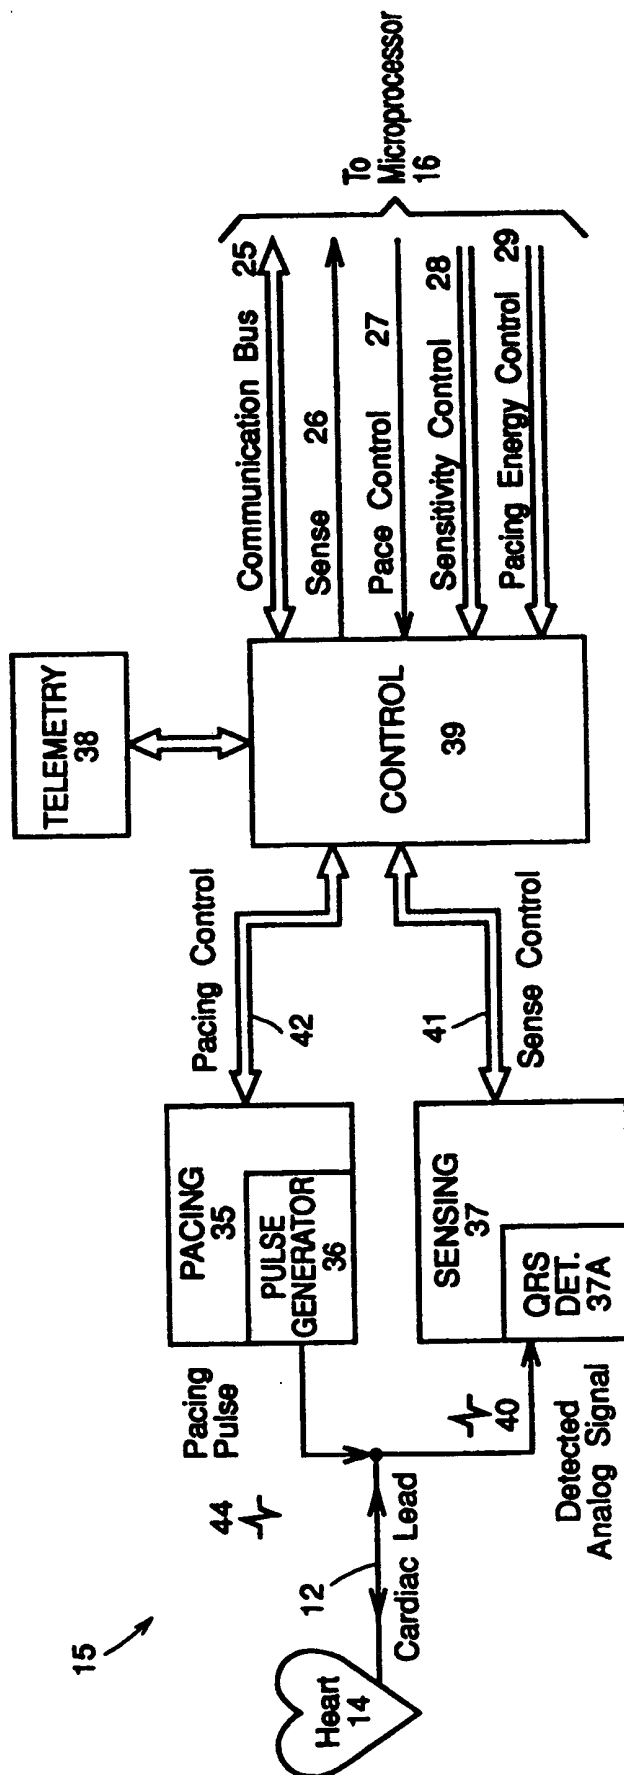 15
Heart
14
12
Cardiac Lead
44
Pacing
Pulse
40
Detected
Analog Signal
PACING
35
PULSE
GENERATOR
36
SENSING
37
QRS
DET.
37A
Pacing Control
42
41
Sense Control
TELEMETRY
38
CONTROL
39
Communication Bus 25
Sense 26
Pace Control 27
Sensitivity Control 28
Pacing Energy Control 29
To
Microprocessor
16